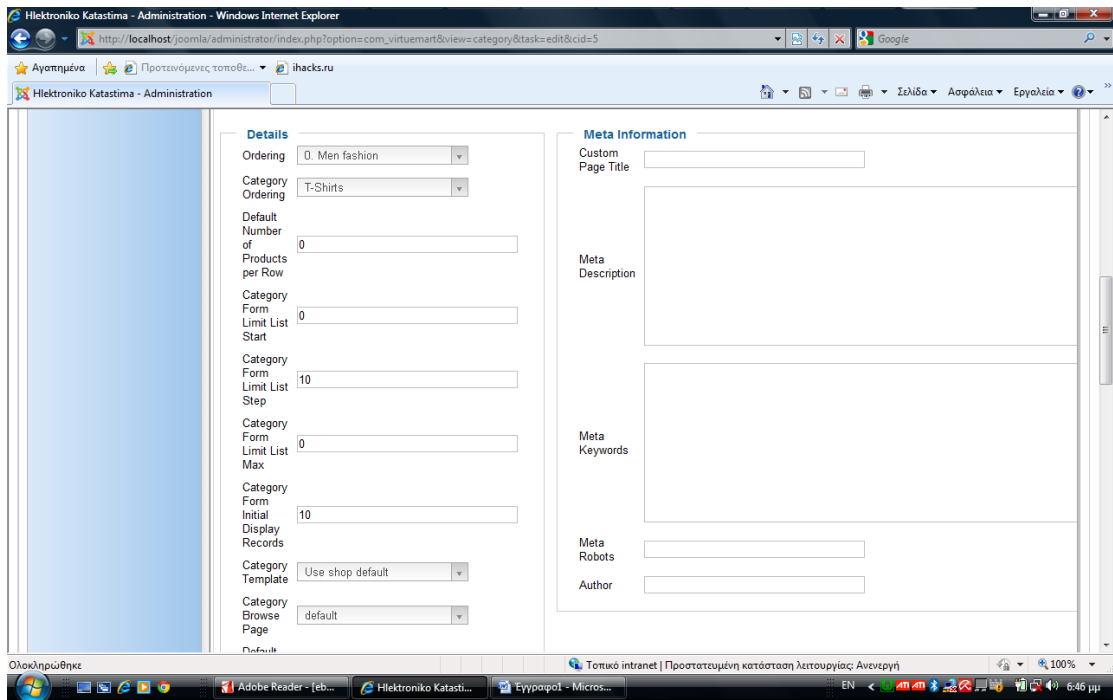 Hlektroniko Katastima - Administration - Windows Internet Explorer
http://localhost/joomla/administrator/index.php?option=com_virtuemart&view=category&task=edit&cid=5
Google
Αγαπημένα
Προτεινόμενες τοποθε...
ihacks.ru
Hlektroniko Katastima - Administration
Σελίδα
Ασφάλεια
Εργαλεία
Details
Ordering
0. Men fashion
Category Ordering
T-Shirts
Default
Number
of
Products
per Row
0
Category
Form
Limit List
Start
0
Category
Form
Limit List
Step
10
Category
Form
Limit List
Max
0
Category
Form
Initial
Display
Records
10
Category
Template
Use shop default
Category
Browse
Page
default
Default
Meta Information
Custom
Page Title
Meta
Description
Meta
Keywords
Meta
Robots
Author
Ολοκληρώθηκε
Τοπικό intranet | Προστατευμένη κατάσταση λειτουργίας: Ανενεργή
100%
Adobe Reader - [eb...
Hlektroniko Katasti...
Έγγραφο1 - Micros...
EN
6:46 μμ